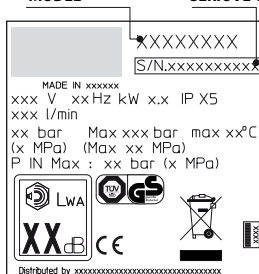 XXXXXXXX
S/N.xxxxxxxxxx
MADE IN xxxxxx
xxx V xx Hz kW x.x IP X5
xxx l/min
xx bar Max xxx bar max xx°C
(x MPa) (Max xx MPa)
P IN Max : xx bar (x MPa)
LWA
XX dB
TÜV
GS
CE
XXXX
Distributed by xxxxxxxxxxxxxxxxxxxxxxxxxxxxxxxx